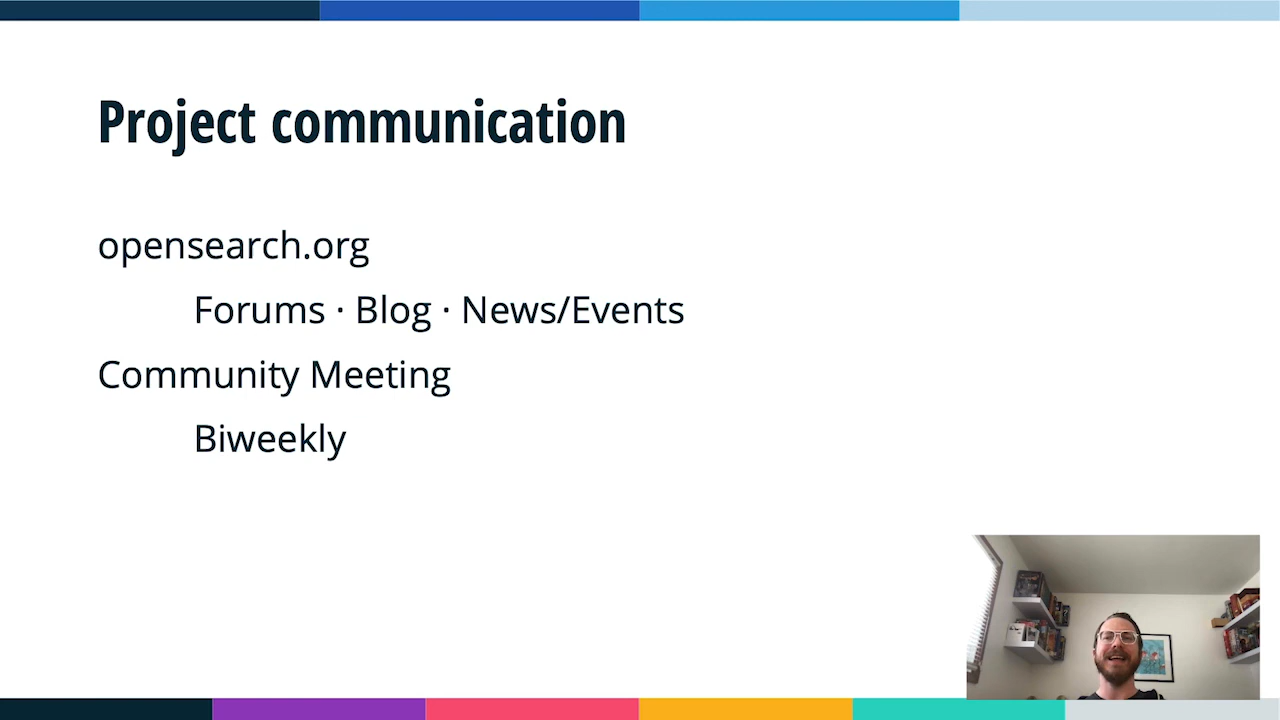 Project communication
opensearch.org
Forums · Blog · News/Events
Community Meeting
Biweekly